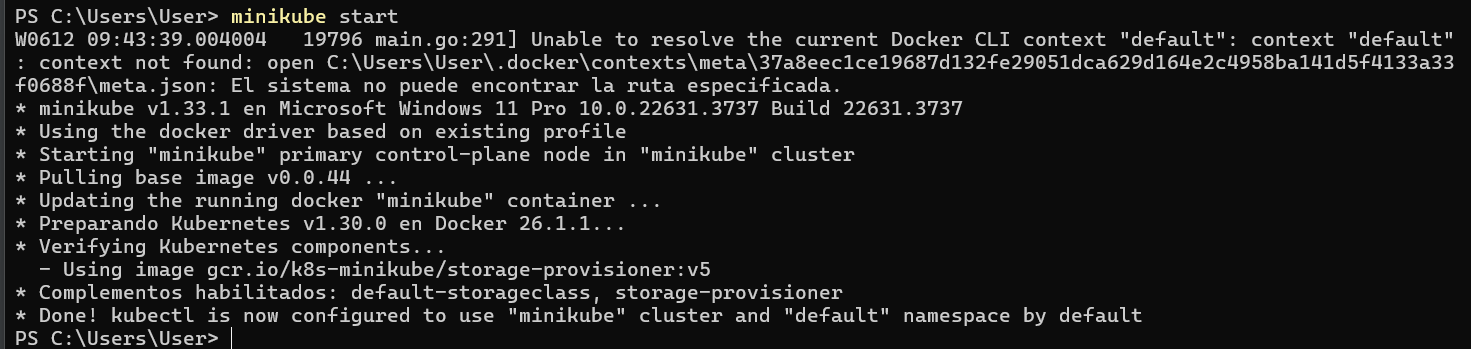 PS C:\Users\User> minikube start
W0612 09:43:39.004004   19796 main.go:291] Unable to resolve the current Docker CLI context "default": context "default"
: context not found: open C:\Users\User\.docker\contexts\meta\37a8eec1ce19687d132fe29051dca629d164e2c4958ba141d5f4133a33
f0688f\meta.json: El sistema no puede encontrar la ruta especificada.
* minikube v1.33.1 en Microsoft Windows 11 Pro 10.0.22631.3737 Build 22631.3737
* Using the docker driver based on existing profile
* Starting "minikube" primary control-plane node in "minikube" cluster
* Pulling base image v0.0.44 ...
* Updating the running docker "minikube" container ...
* Preparando Kubernetes v1.30.0 en Docker 26.1.1...
* Verifying Kubernetes components...
  - Using image gcr.io/k8s-minikube/storage-provisioner:v5
* Complementos habilitados: default-storageclass, storage-provisioner
* Done! kubectl is now configured to use "minikube" cluster and "default" namespace by default
PS C:\Users\User>